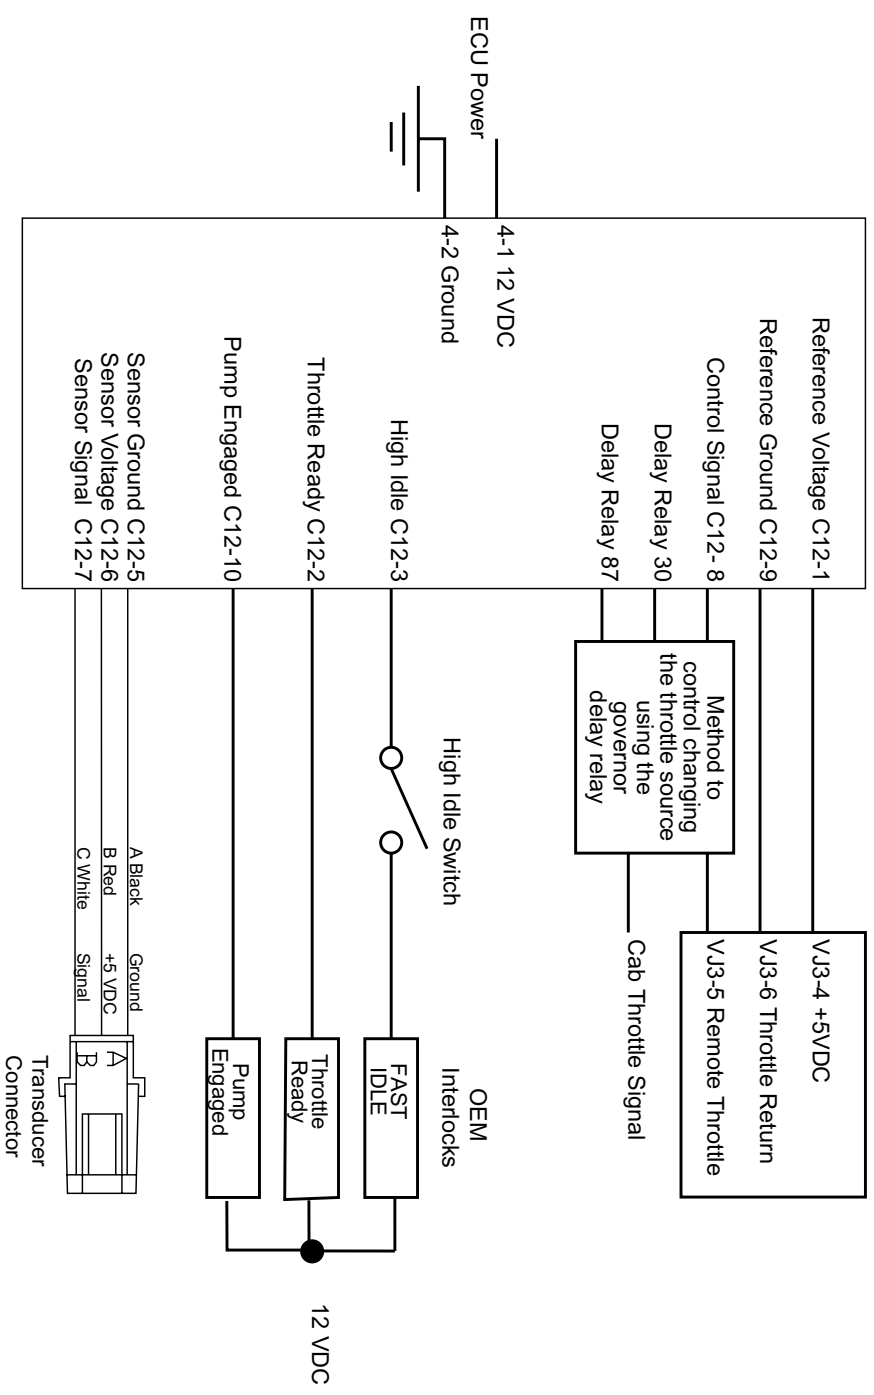 ECU Power
4-1 12 VDC
4-2 Ground
Reference Voltage C12-1
Reference Ground C12-9
Control Signal C12- 8
Delay Relay 30
Delay Relay 87
High Idle C12-3
Throttle Ready C12-2
Pump Engaged C12-10
Sensor Ground C12-5
Sensor Voltage C12-6
Sensor Signal C12-7
Method to
control changing
the throttle source
using the
governor
delay relay
VJ3-4 +5VDC
VJ3-6 Throttle Return
VJ3-5 Remote Throttle
Cab Throttle Signal
High Idle Switch
OEM
Interlocks
FAST
IDLE
Throttle
Ready
Pump
Engaged
12 VDC
A Black
Ground
B Red
+5 VDC
C White
Signal
A
B
Transducer
Connector